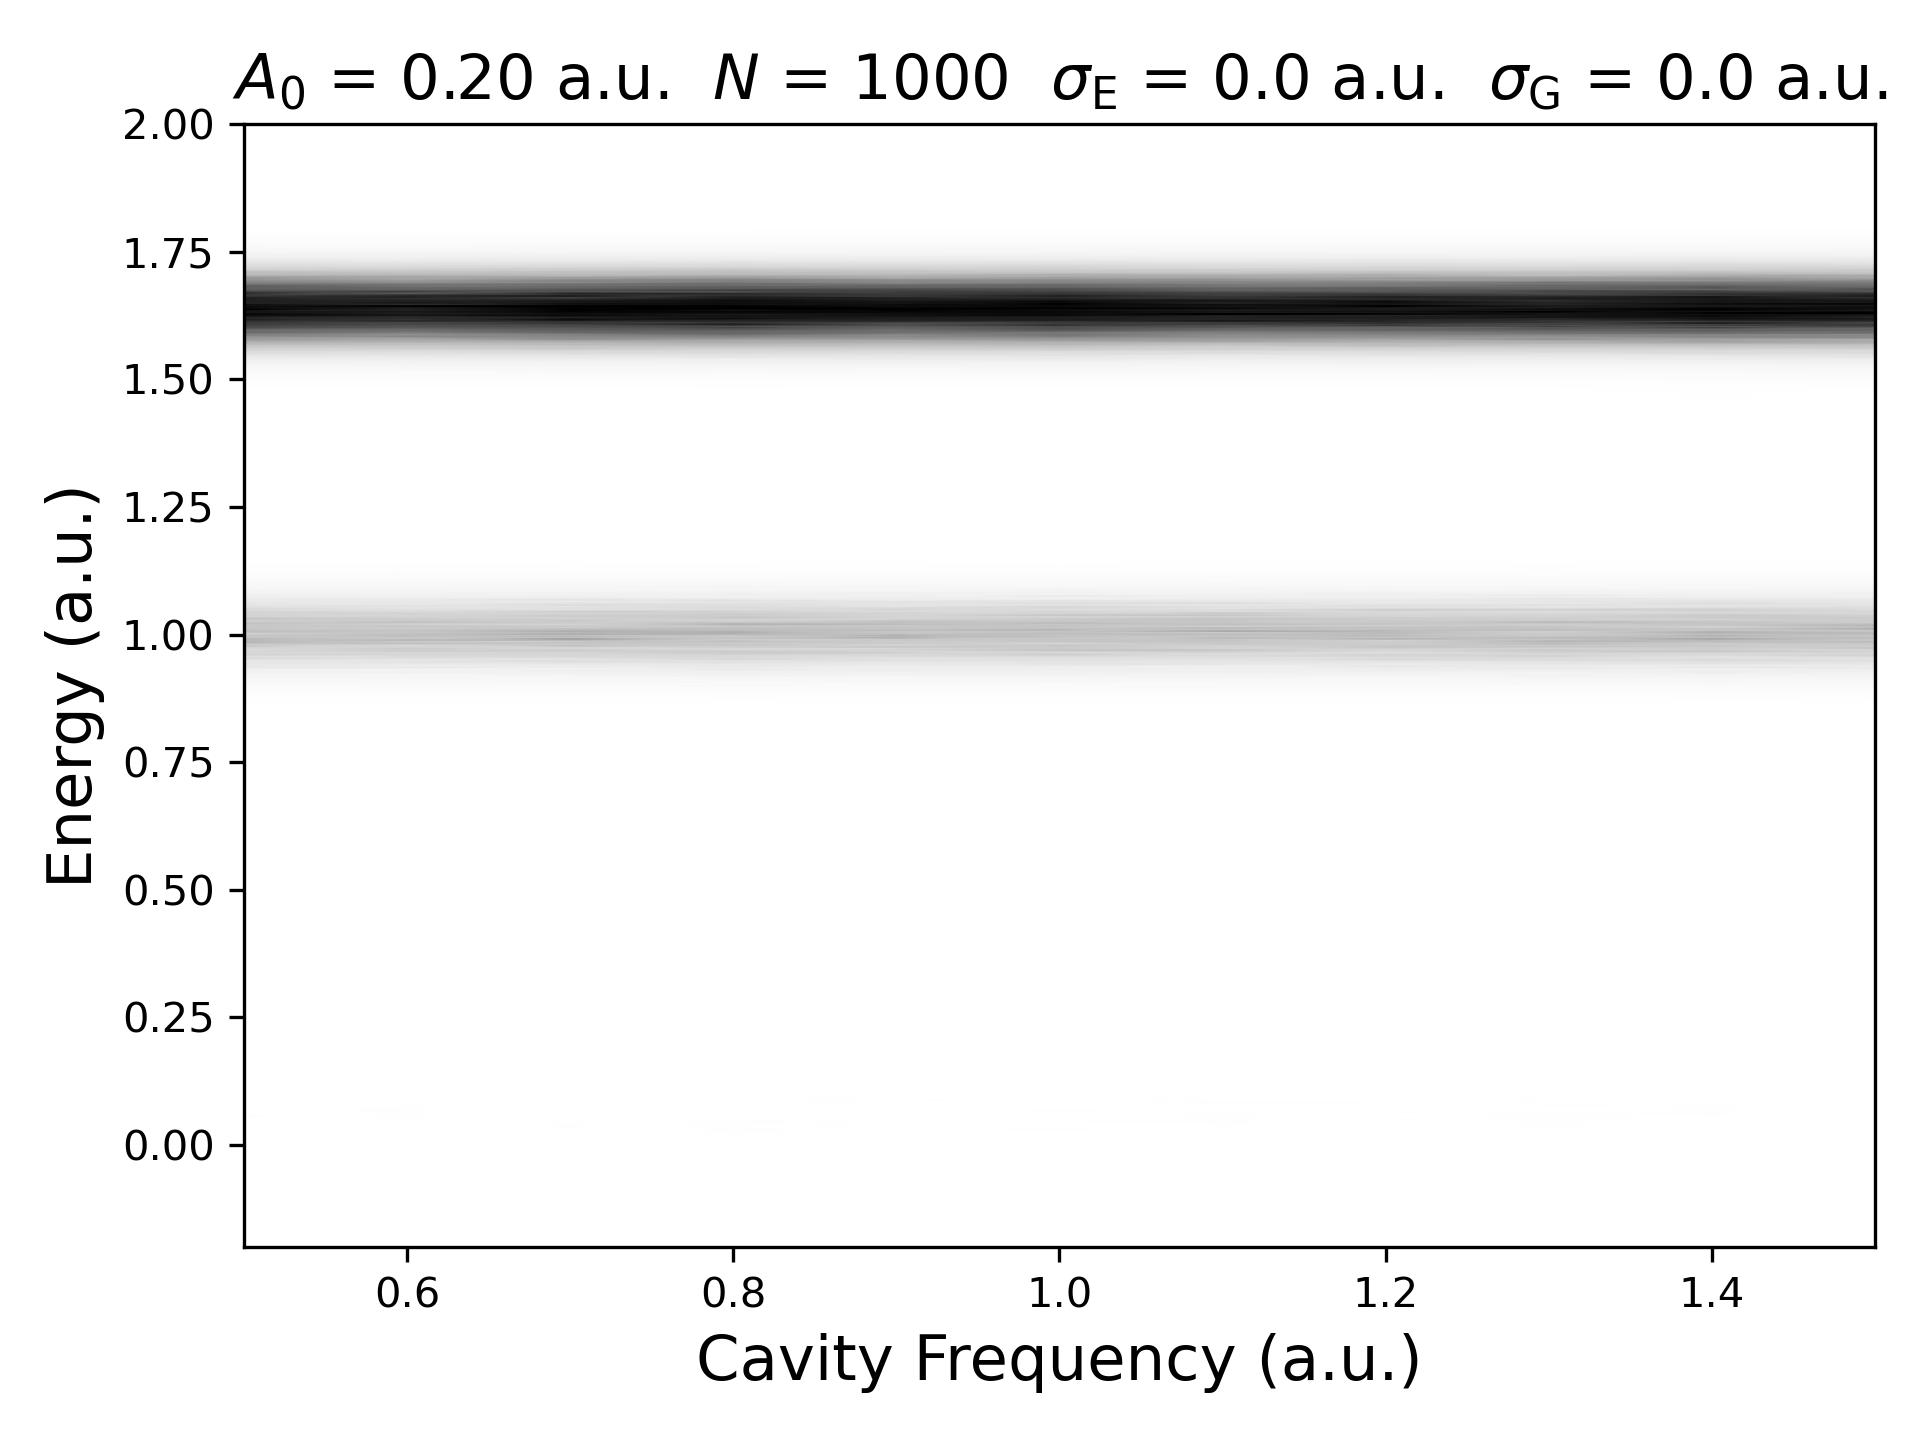 A₀ = 0.20 a.u. N = 1000 σE = 0.0 a.u. σG = 0.0 a.u.
2.00
1.75
1.50
1.25
1.00
0.75
0.50
0.25
0.00
Energy (a.u.)
0.6 0.8 1.0 1.2 1.4
Cavity Frequency (a.u.)